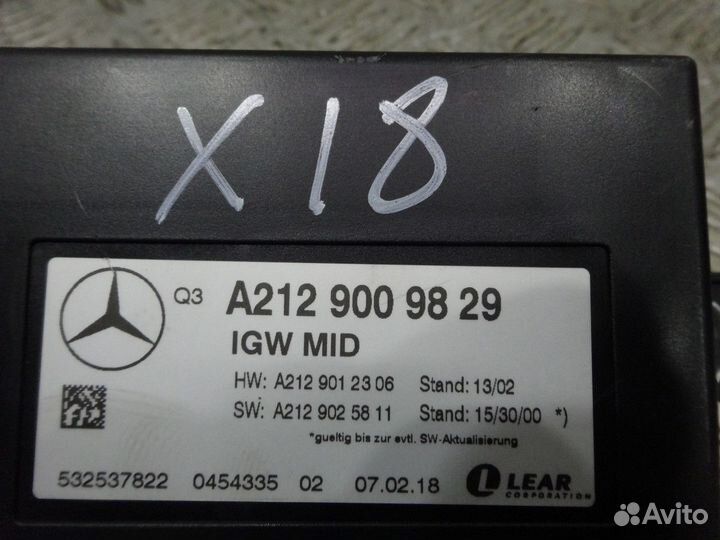 X18
Q3 A212 900 98 29
IGW MID
HW: A212 901 23 06 Stand: 13/02
SW: A212 902 58 11 Stand: 15/30/00 *)
*gueltig bis zur evtl. SW-Aktualisierung
532537822 0454335 02 07.02.18 LEAR
CORPORATION
Avito